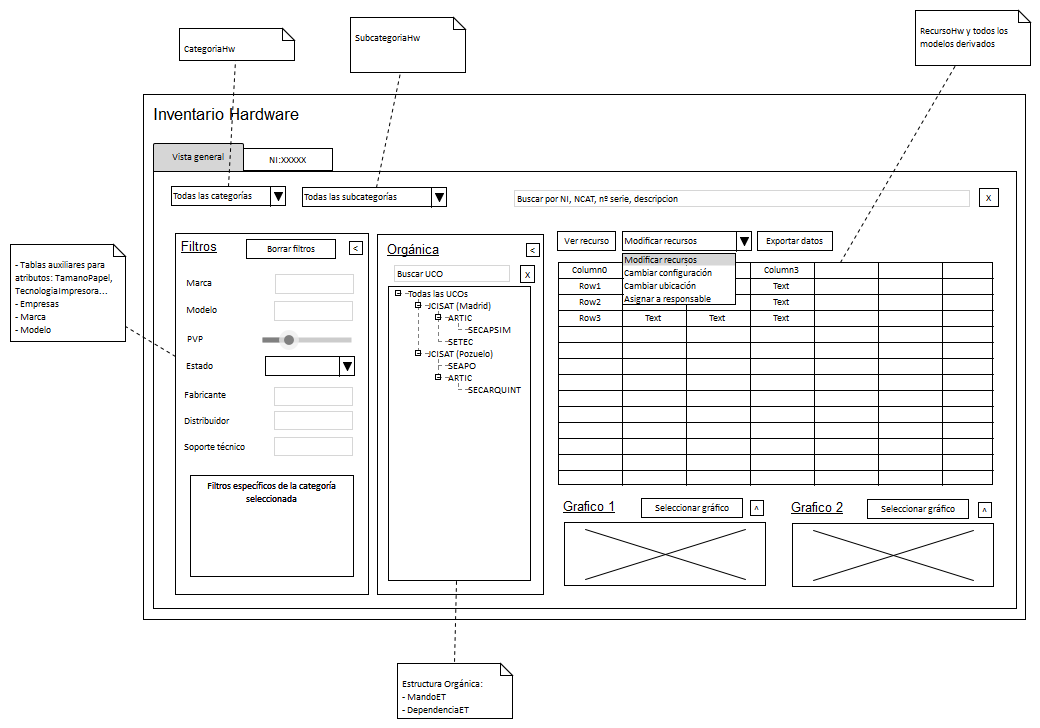 CategoriaHw
SubcategoriaHw
RecursoHw y todos los
modelos derivados
Inventario Hardware
Vista general
NI:XXXXX
Todas las categorías
Todas las subcategorías
Buscar por NI, NCAT, nº serie, descripcion
X
- Tablas auxiliares para
atributos: TamanoPapel,
TecnologiaImpresora...
- Empresas
- Marca
- Modelo
Filtros
Borrar filtros
<
Marca
Modelo
PVP
Estado
Fabricante
Distribuidor
Soporte técnico
Filtros específicos de la categoría
seleccionada
Orgánica
<
Buscar UCO
X
Todas las UCOs
JCISAT (Madrid)
ARTIC
SECAPSIM
SETEC
JCISAT (Pozuelo)
SEAPO
ARTIC
SECARQUINT
Ver recurso
Modificar recursos
Exportar datos
Modificar recursos
Cambiar configuración
Cambiar ubicación
Asignar a responsable
Column0 Column3
Row1 Text
Row2 Text
Row3 Text Text Text
Grafico 1
Seleccionar gráfico
^
Grafico 2
Seleccionar gráfico
^
Estructura Orgánica:
- MandoET
- DependenciaET